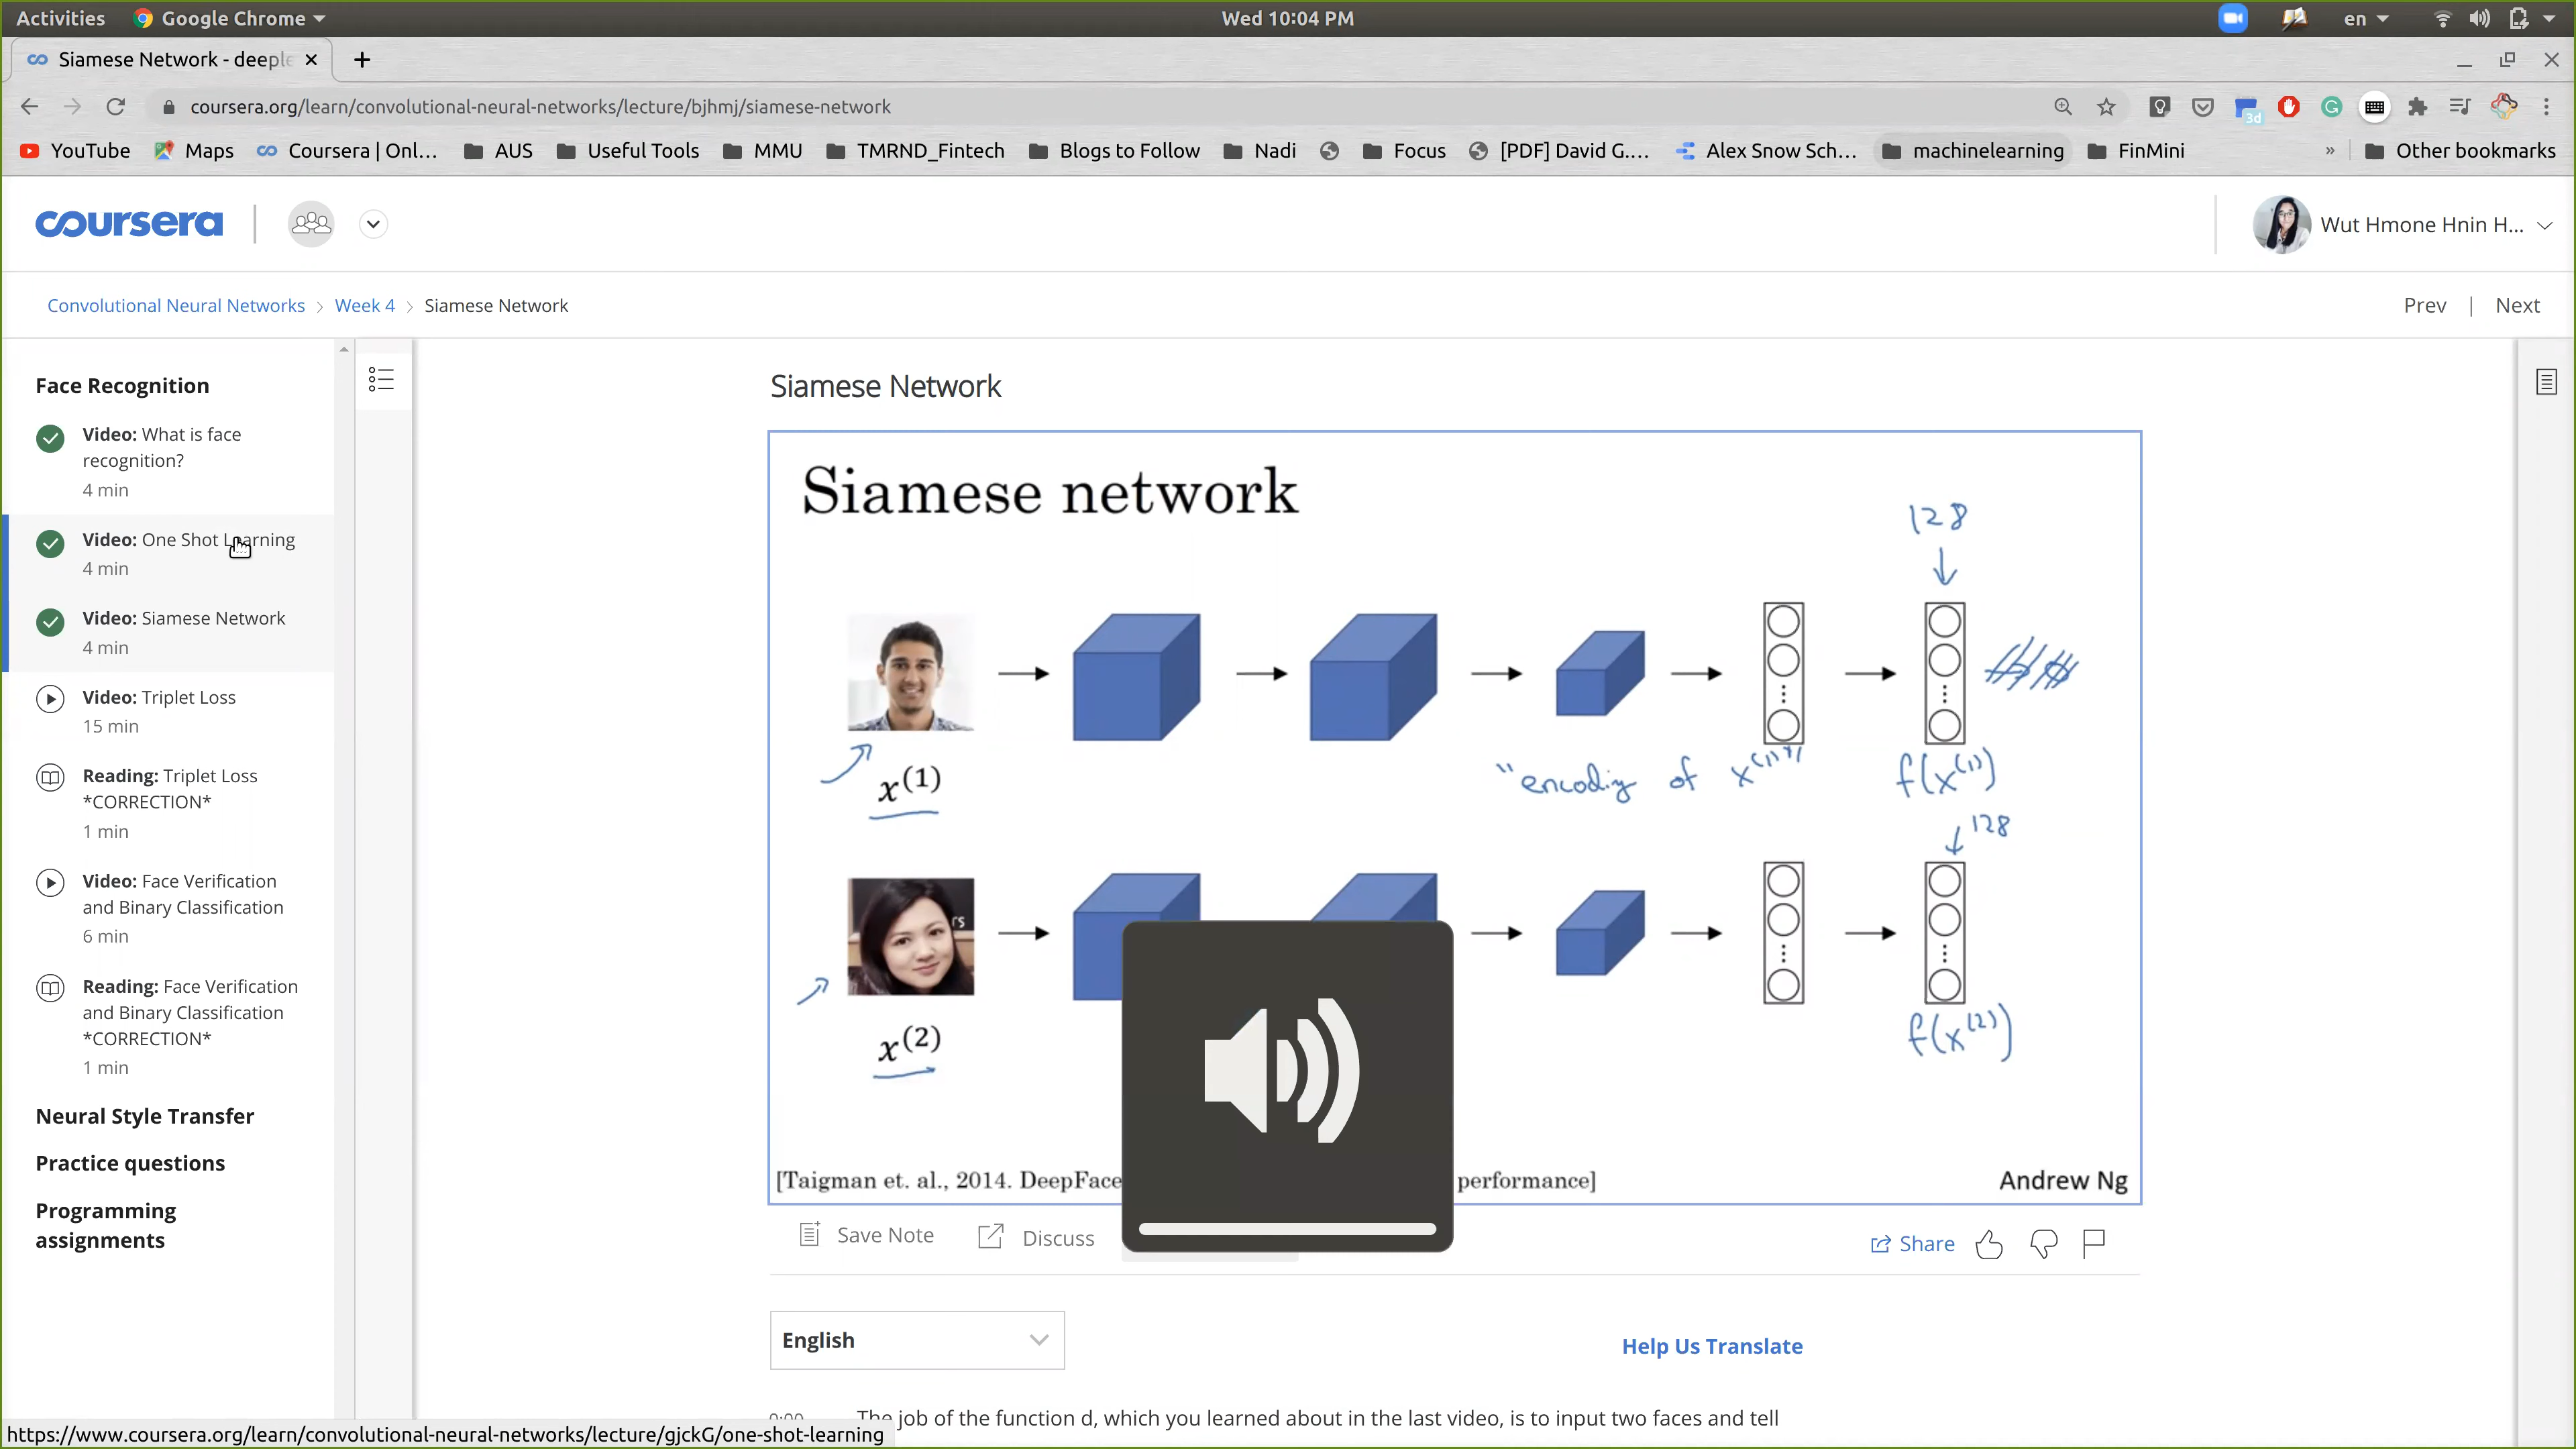 Activities
Google Chrome
Wed 10:04 PM
en
Siamese Network - deeple
coursera.org/learn/convolutional-neural-networks/lecture/bjhmj/siamese-network
3d
YouTube
Maps
Coursera | Onl...
AUS
Useful Tools
MMU
TMRND_Fintech
Blogs to Follow
Nadi
Focus
[PDF] David G....
Alex Snow Sch...
machinelearning
FinMini
»
Other bookmarks
coursera
Wut Hmone Hnin H...
Convolutional Neural Networks > Week 4 > Siamese Network
Prev | Next
Face Recognition
Video: What is face
recognition?
4 min
Video: One Shot Learning
4 min
Video: Siamese Network
4 min
Video: Triplet Loss
15 min
Reading: Triplet Loss
*CORRECTION*
1 min
Video: Face Verification
and Binary Classification
6 min
Reading: Face Verification
and Binary Classification
*CORRECTION*
1 min
Neural Style Transfer
Practice questions
Programming
assignments
Siamese Network
Siamese network
128
x(1)
"encoding of x(1)"
f(x(1))
128
rs
x(2)
f(x(2))
[Taigman et. al., 2014. DeepFace
performance]
Andrew Ng
Save Note
Discuss
Share
English
Help Us Translate
0:00
The job of the function d, which you learned about in the last video, is to input two faces and tell
https://www.coursera.org/learn/convolutional-neural-networks/lecture/gjckG/one-shot-learning